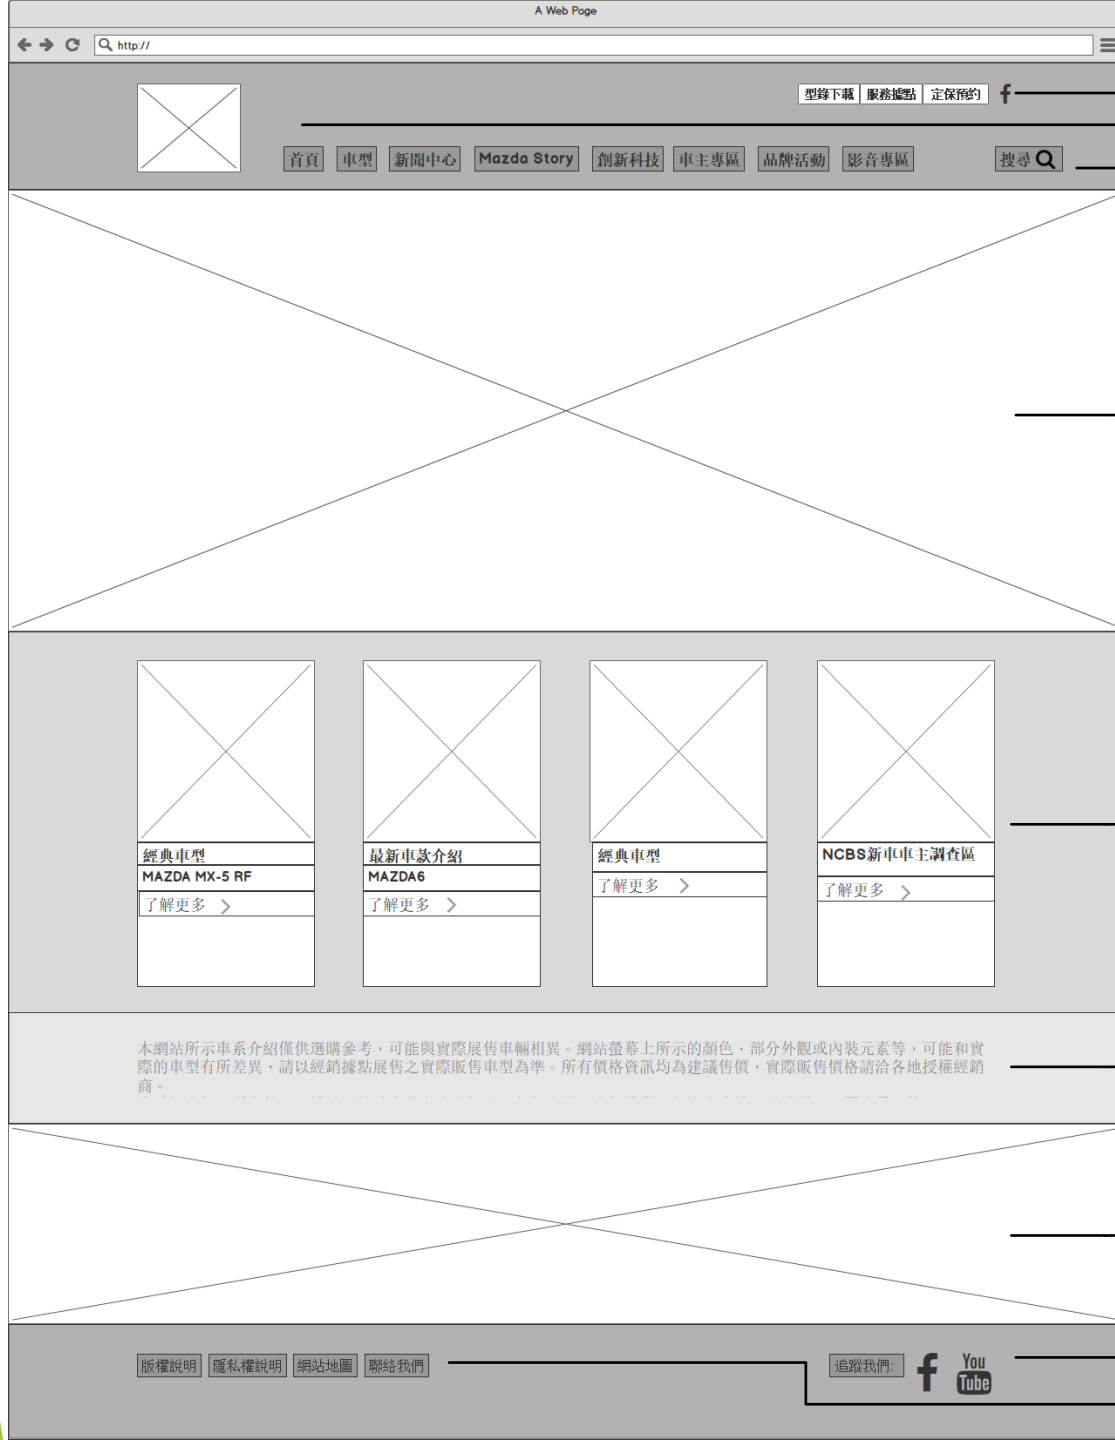 A Web Page
http://
型錄下載 服務據點 定保預約
首頁 車型 新聞中心 Mazda Story 創新科技 車主專區 品牌活動 影音專區 搜尋
經典車型
MAZDA MX-5 RF
了解更多
最新車款介紹
MAZDA6
了解更多
經典車型
了解更多
NCBS新車車主調查區
了解更多
本網站所示車系介紹僅供選購參考，可能與實際展售車輛相異。網站螢幕上所示的顏色、部分外觀或內裝元素等，可能和實
際的車型有所差異，請以經銷據點展售之實際販售車型為準。所有價格資訊均為建議售價，實際販售價格請洽各地授權經銷
商。
版權說明 隱私權說明 網站地圖 聯絡我們 追蹤我們:
You
Tube